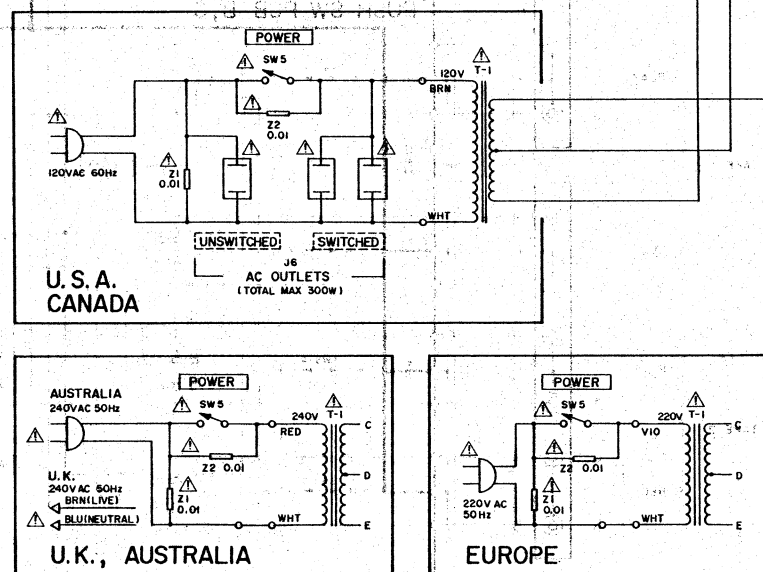 POWER
SW5
T-1
120V
BRN
Z2
0.01
120VAC 60Hz
Z1
0.01
WHT
UNSWITCHED
SWITCHED
J6
AC OUTLETS
(TOTAL MAX 300W)
U.S.A.
CANADA
POWER
AUSTRALIA
240VAC 50Hz
SW5
T-1
240V
C
RED
Z2 0.01
D
U.K.
240VAC 50Hz
BRN(LIVE)
Z1
0.01
BLU(NEUTRAL)
WHT
E
U.K., AUSTRALIA
POWER
SW5
T-1
220V
C
VIO
Z2 0.01
D
220V AC
50Hz
Z1
0.01
WHT
E
EUROPE